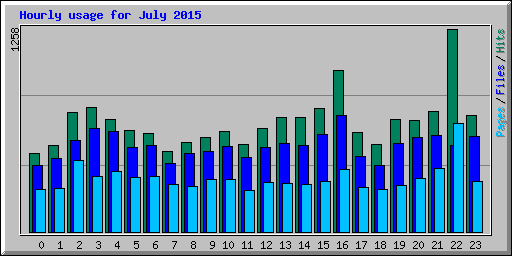 Hourly usage for July 2015
1258
Pages / Files / Hits
0 1 2 3 4 5 6 7 8 9 10 11 12 13 14 15 16 17 18 19 20 21 22 23